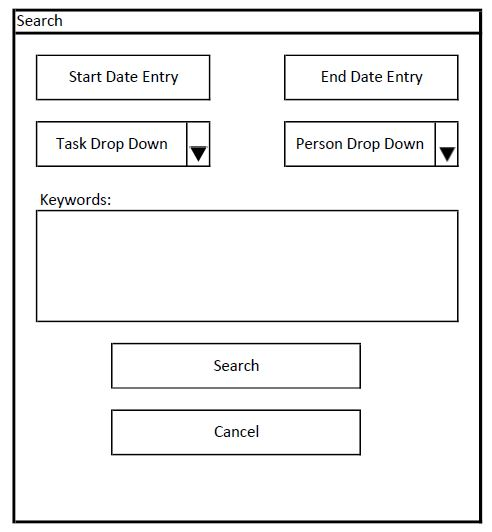 Search
Start Date Entry
End Date Entry
Task Drop Down
Person Drop Down
Keywords:
Search
Cancel